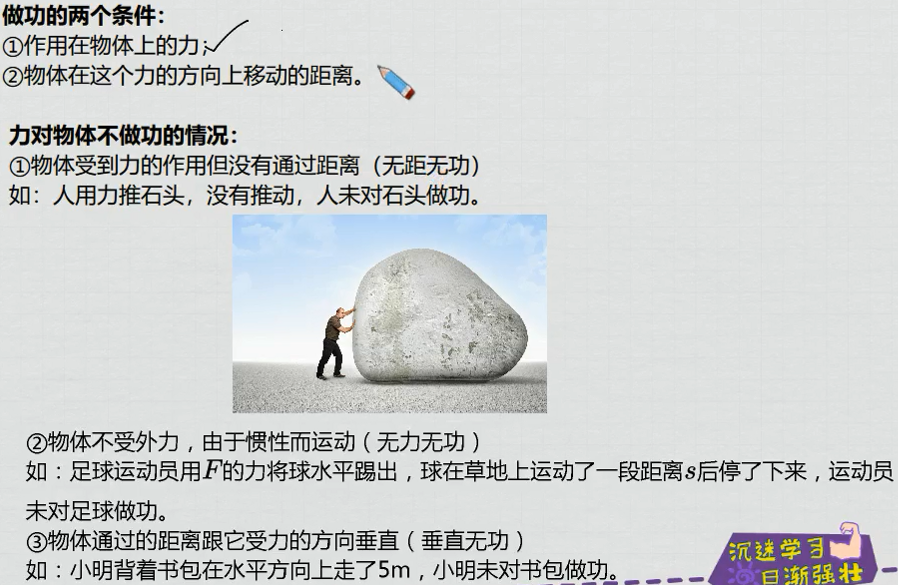 做功的两个条件：
①作用在物体上的力；
②物体在这个力的方向上移动的距离。
力对物体不做功的情况：
①物体受到力的作用但没有通过距离（无距无功）
如：人用力推石头，没有推动，人未对石头做功。
②物体不受外力，由于惯性而运动（无力无功）
如：足球运动员用F的力将球水平踢出，球在草地上运动了一段距离s后停了下来，运动员
未对足球做功。
③物体通过的距离跟它受力的方向垂直（垂直无功）
如：小明背着书包在水平方向上走了5m，小明未对书包做功。
沉迷学习
日渐强壮